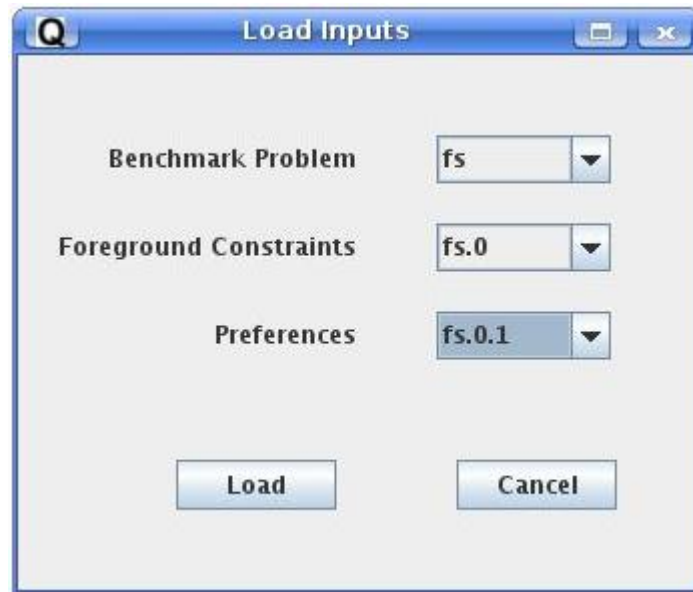 Q Load Inputs
Benchmark Problem fs
Foreground Constraints fs.0
Preferences fs.0.1
Load Cancel